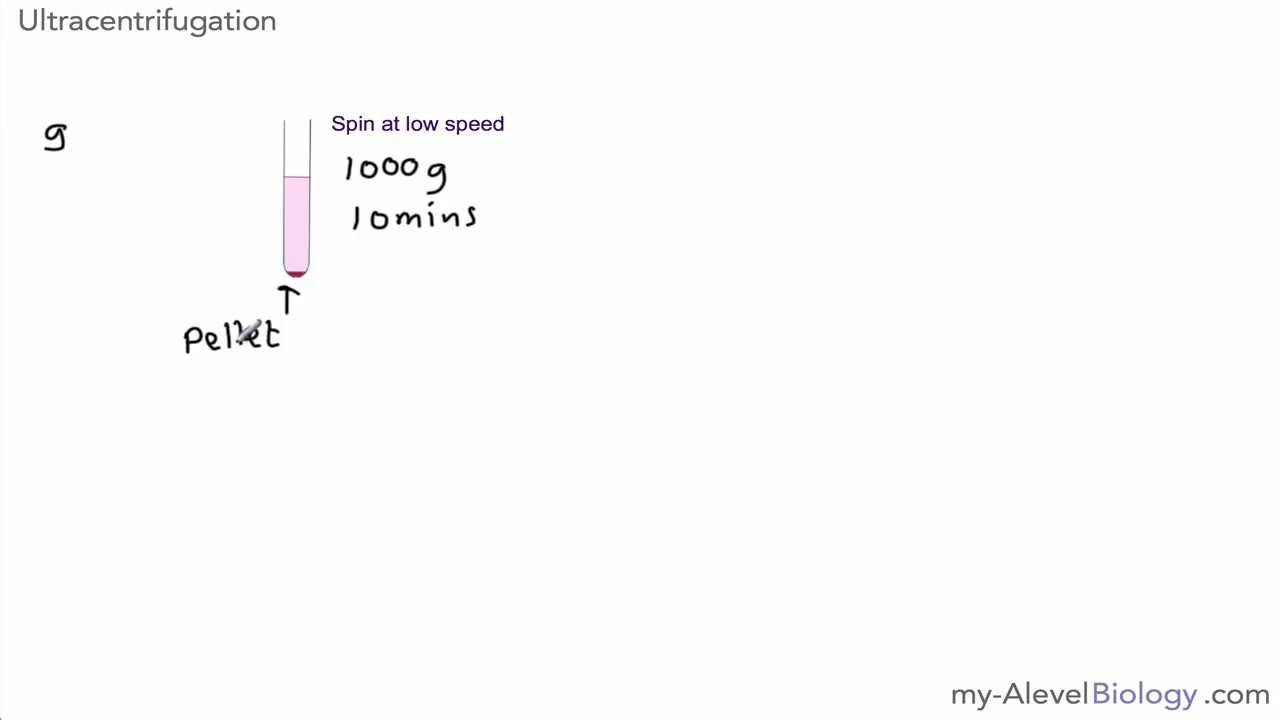 Ultracentrifugation
g
Spin at low speed
1000g
10mins
Pellet
my-AlevelBiology.com